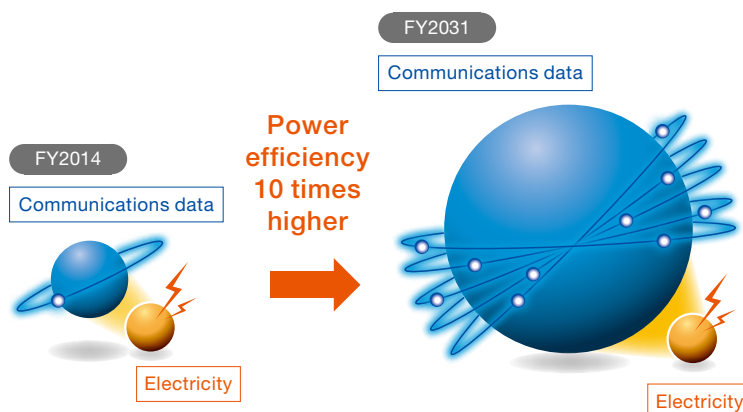 FY2014
Communications data
Electricity
Power
efficiency
10 times
higher
FY2031
Communications data
Electricity